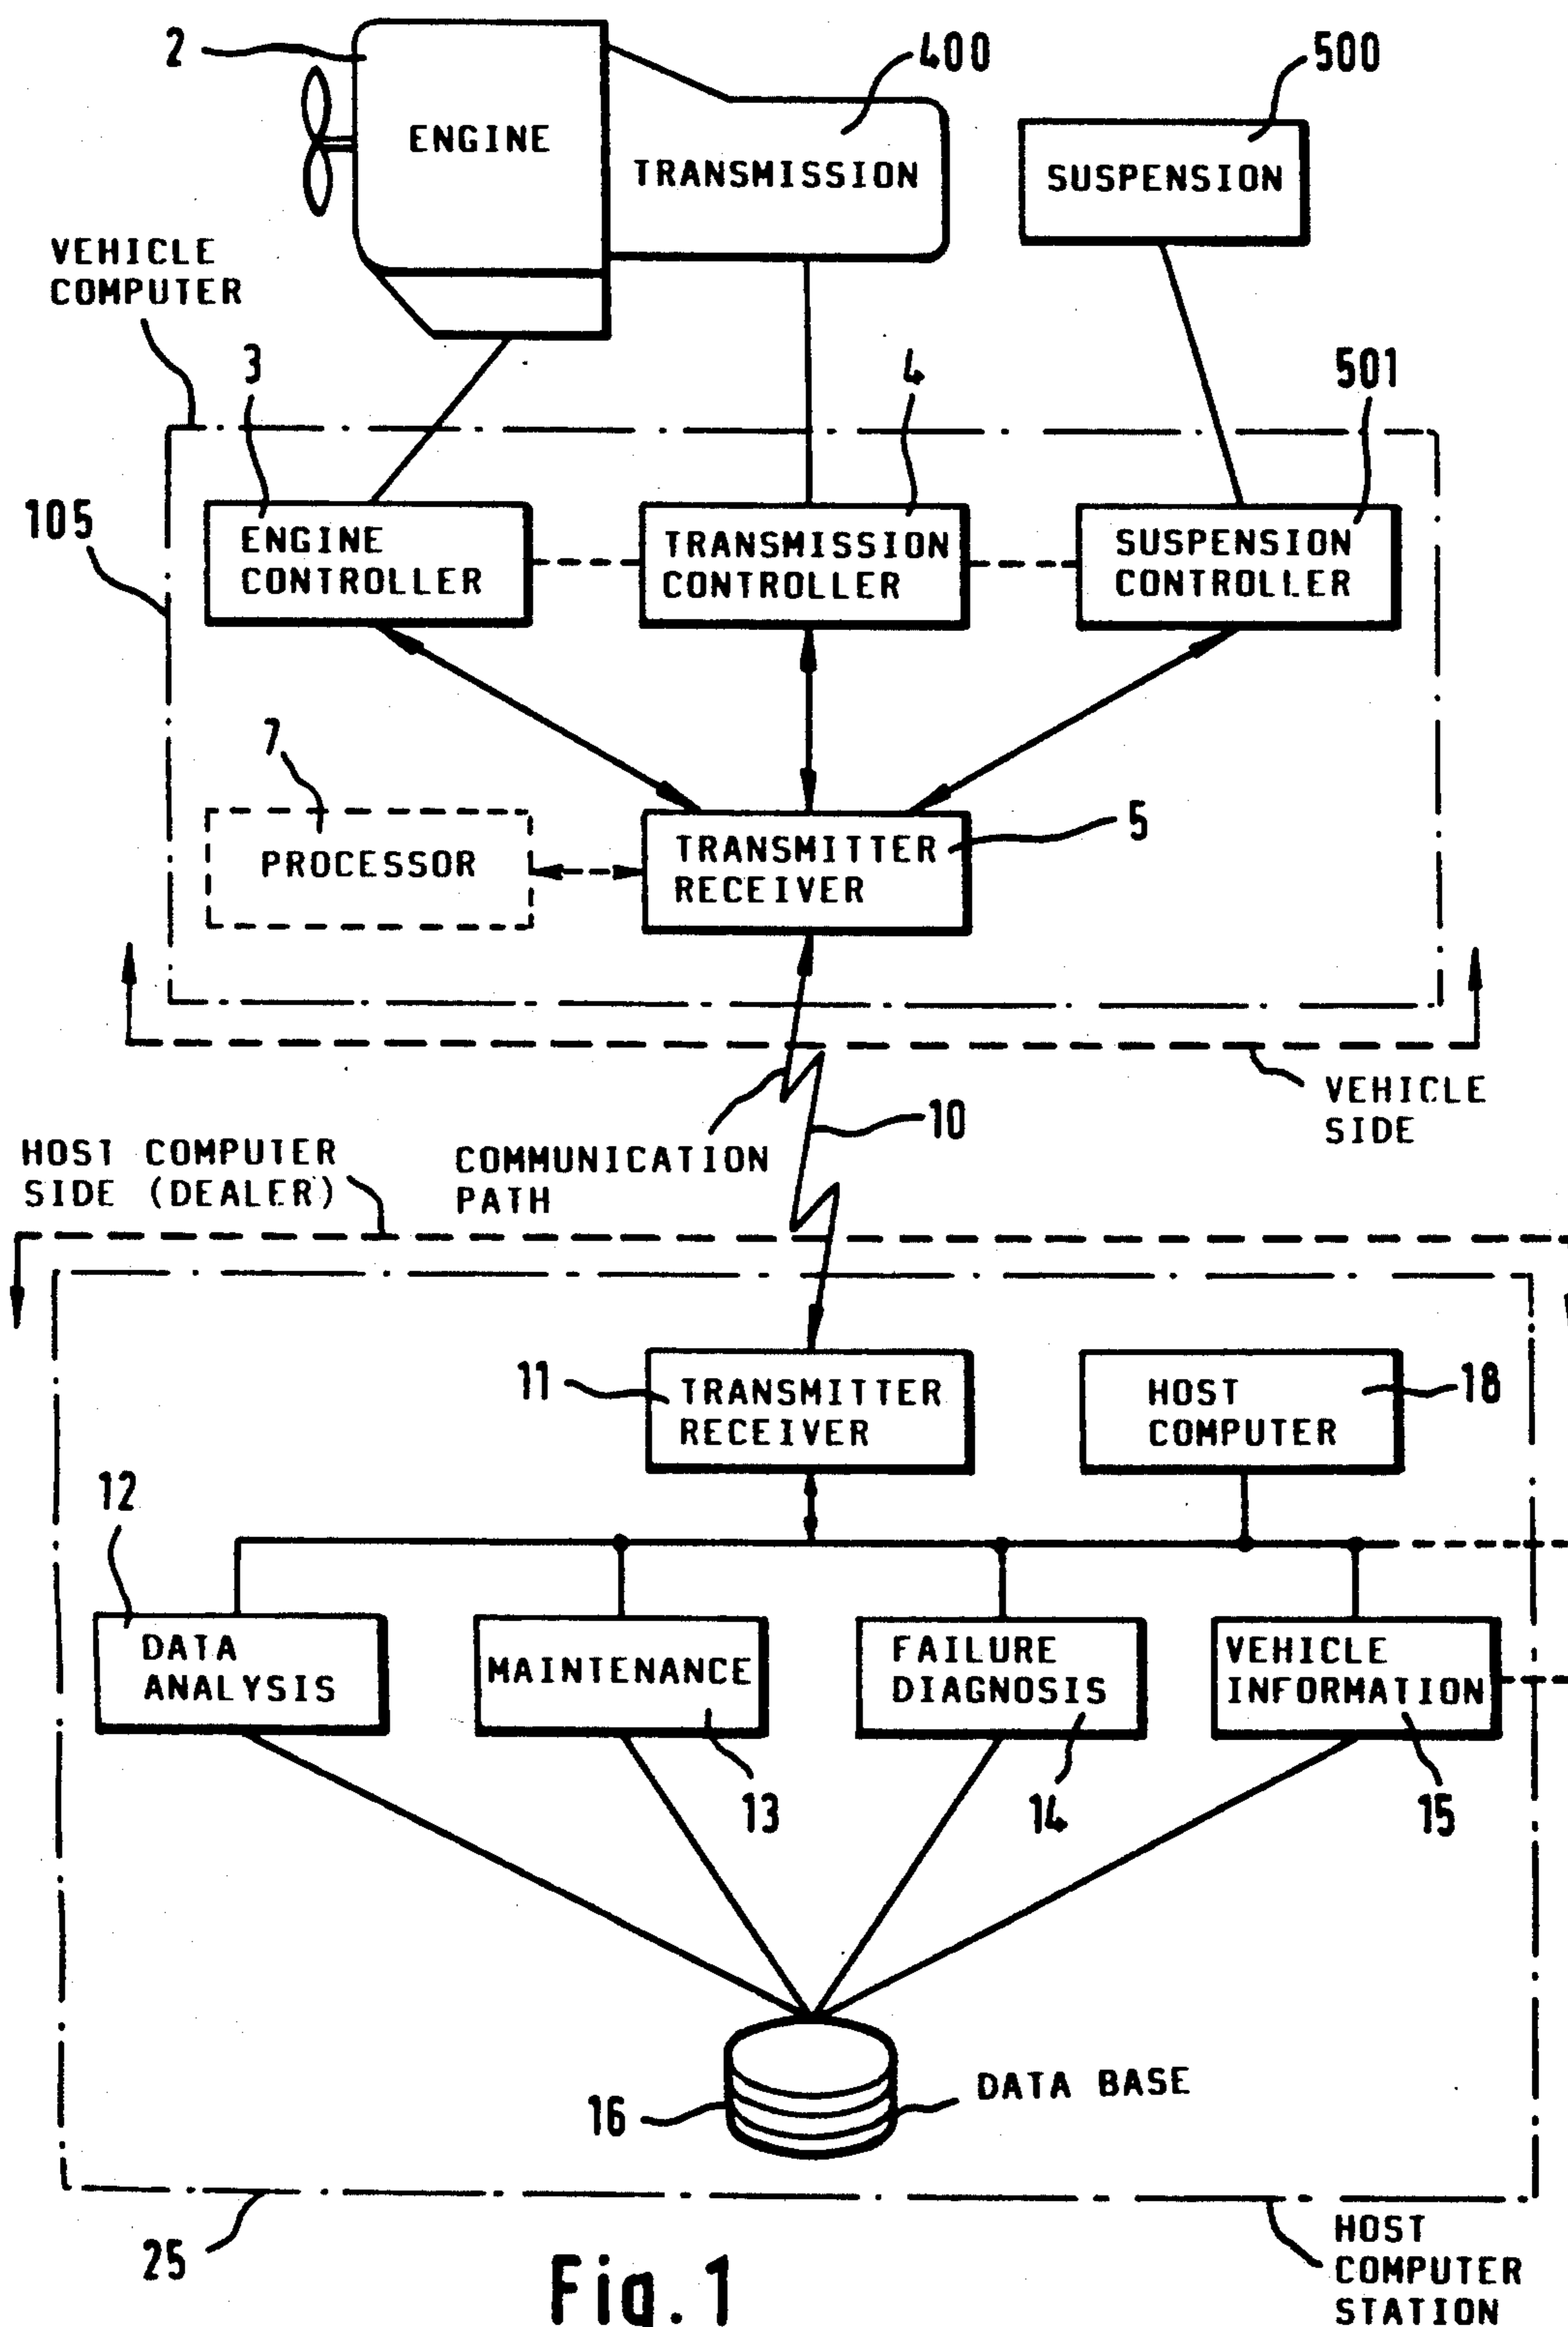 2
400
500
ENGINE
TRANSMISSION
SUSPENSION
VEHICLE
COMPUTER
3
4
501
105
ENGINE
CONTROLLER
TRANSMISSION
CONTROLLER
SUSPENSION
CONTROLLER
7
PROCESSOR
TRANSMITTER
RECEIVER
5
VEHICLE
SIDE
10
COMMUNICATION
PATH
HOST COMPUTER
SIDE (DEALER)
11
TRANSMITTER
RECEIVER
HOST
COMPUTER
18
12
DATA
ANALYSIS
MAINTENANCE
FAILURE
DIAGNOSIS
VEHICLE
INFORMATION
13
14
15
16
DATA BASE
25
HOST
COMPUTER
STATION
Fig. 1